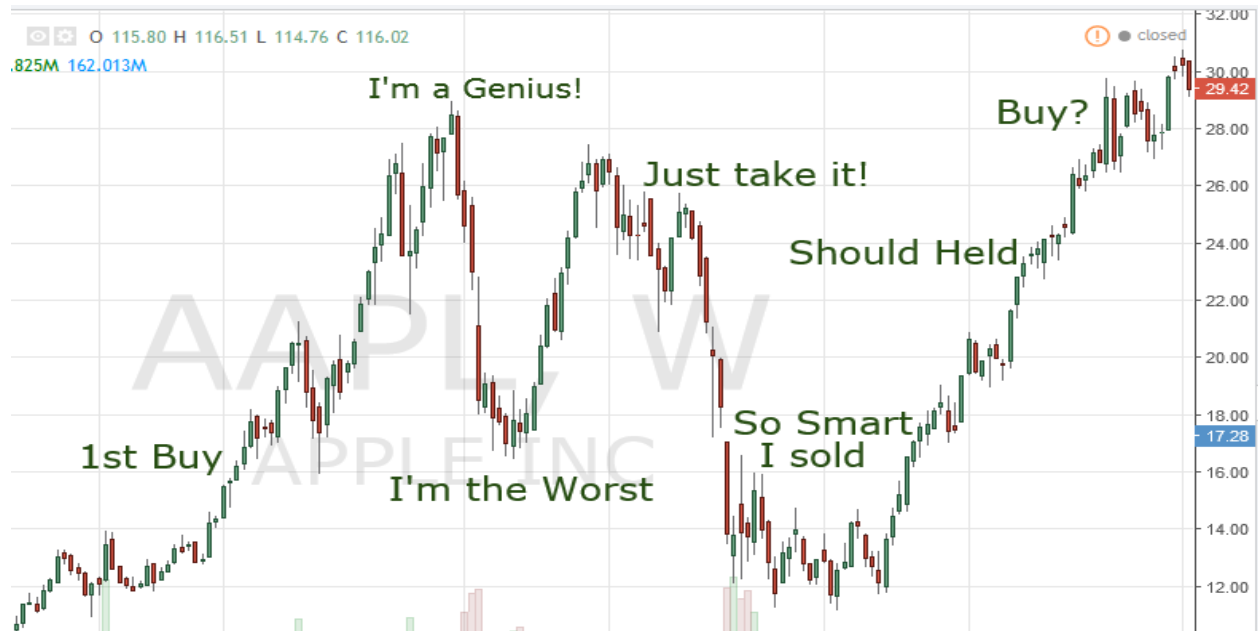 O 115.80 H 116.51 L 114.76 C 116.02
.825M 162.013M
closed
I'm a Genius!
Buy?
Just take it!
Should Held
AAPL, W
APPLE INC
So Smart
I sold
1st Buy
I'm the Worst
32.00
30.00
29.42
28.00
26.00
24.00
22.00
20.00
18.00
17.28
16.00
14.00
12.00